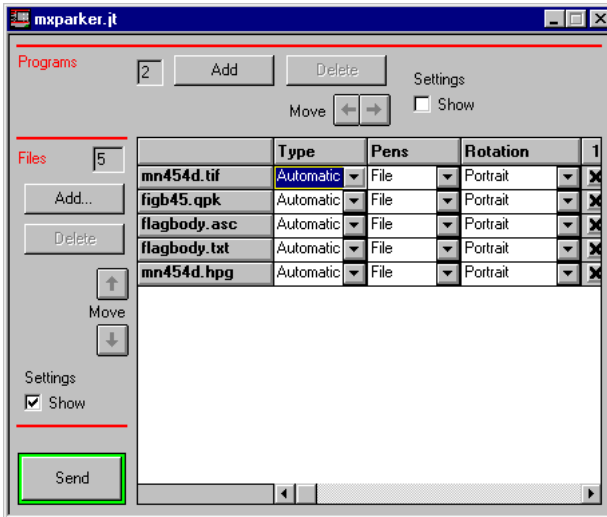 mxparker.jt
Programs
2
Add
Delete
Settings
Move
Show
Files
5
Add...
Delete
Move
Settings
Show
Send
Type Pens Rotation 1
mn454d.tif Automatic File Portrait
figb45.qpk Automatic File Portrait
flagbody.asc Automatic File Portrait
flagbody.txt Automatic File Portrait
mn454d.hpg Automatic File Portrait